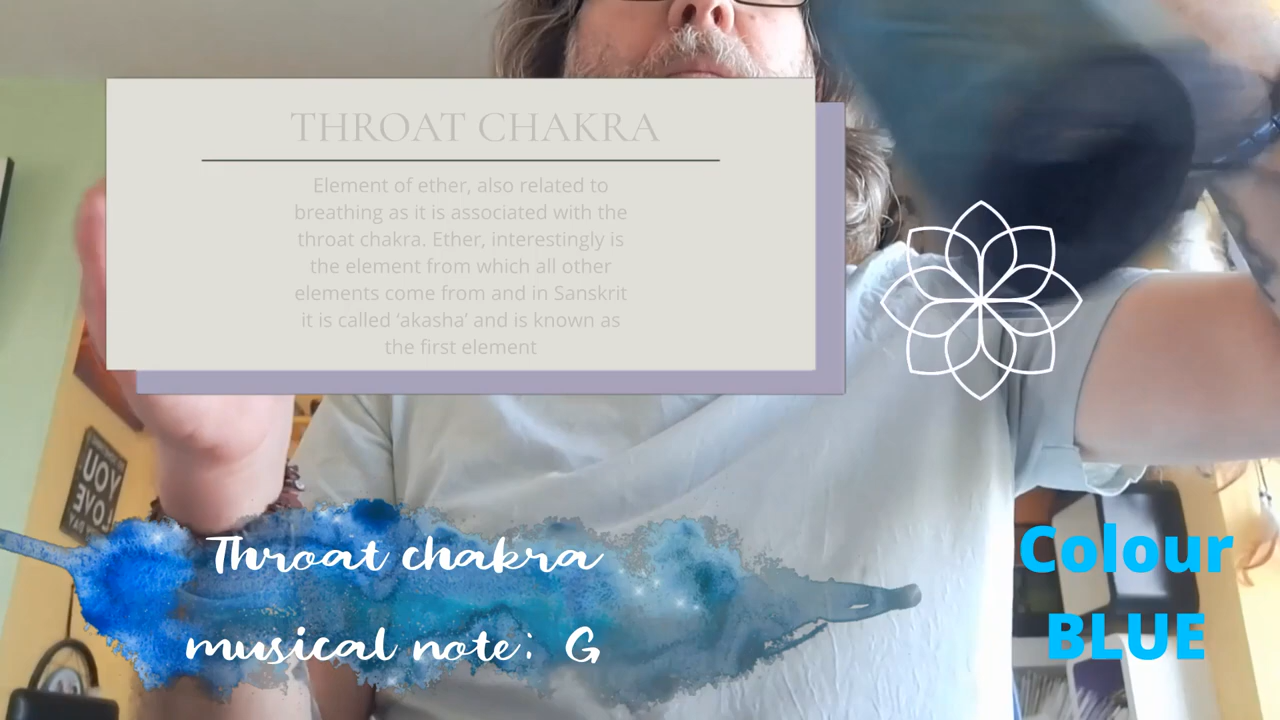 THROAT CHAKRA
Element of ether, also related to
breathing as it is associated with the
throat chakra. Ether, interestingly is
the element from which all other
elements come from and in Sanskrit
it is called ‘akasha’ and is known as
the first element
YOU
LOVE
Throat chakra
musical note: G
Colour
BLUE